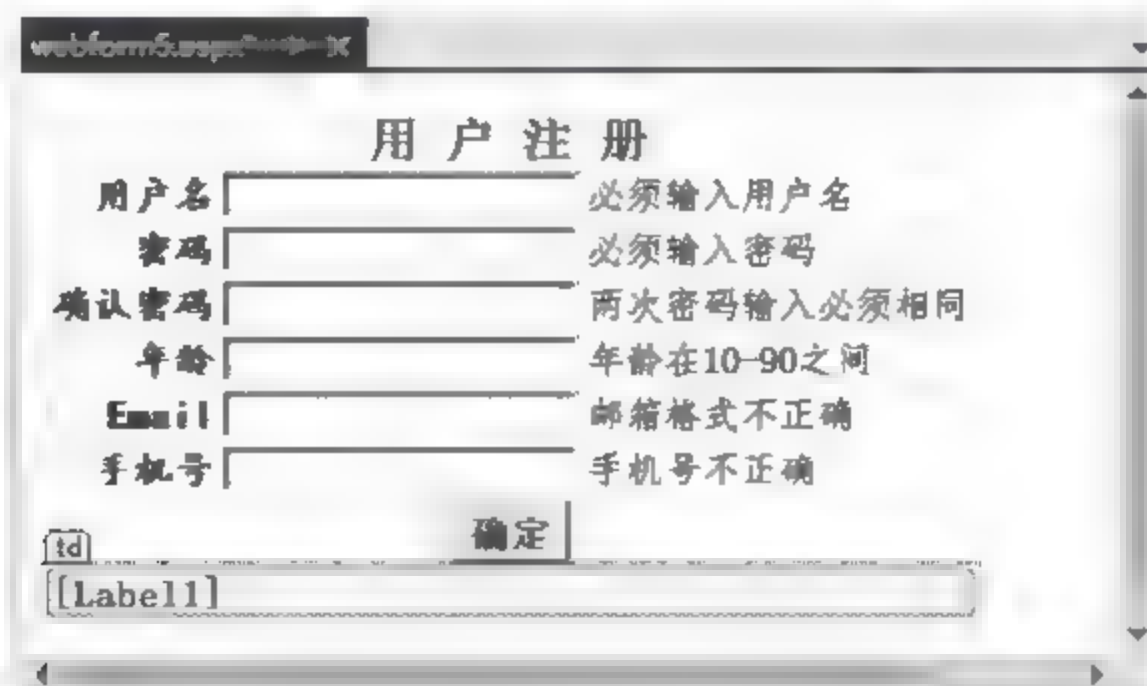 webform5.aspx
用户注册
用户名 必须输入用户名
密码 必须输入密码
确认密码 两次密码输入必须相同
年龄 年龄在10-90之间
Email 邮箱格式不正确
手机号 手机号不正确
确定
td
[Label1]